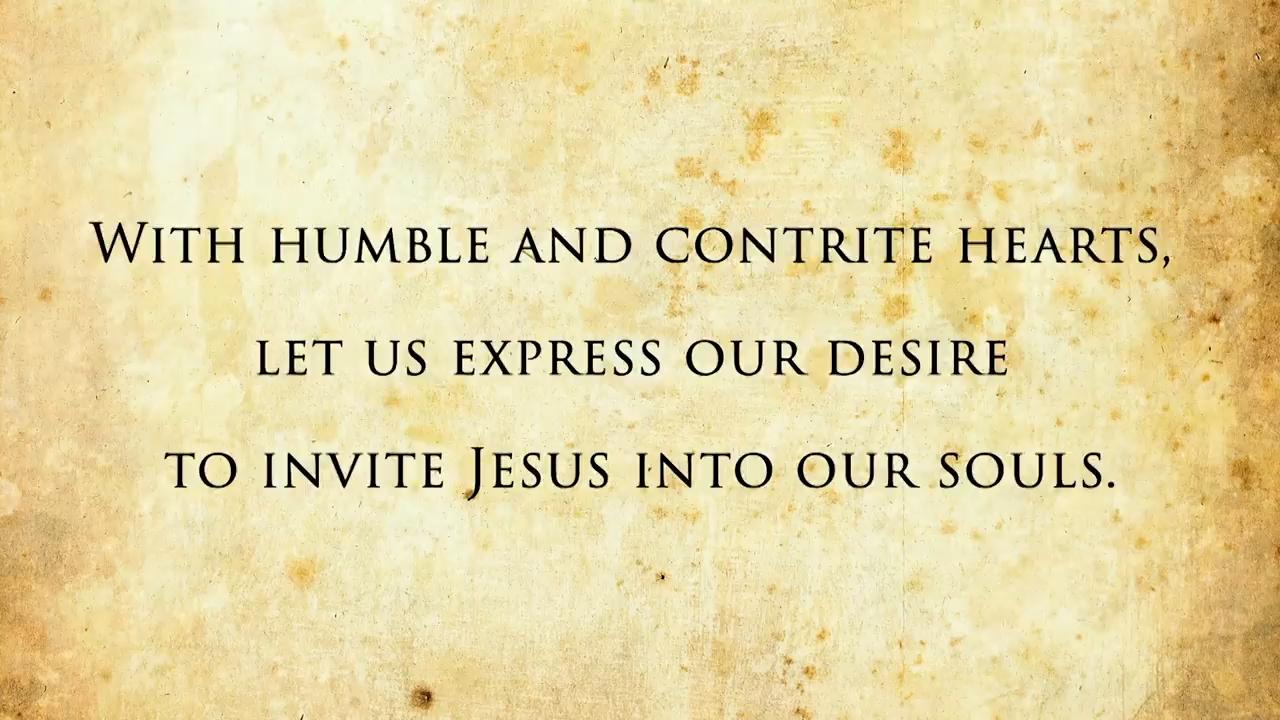 With humble and contrite hearts,
let us express our desire
to invite Jesus into our souls.